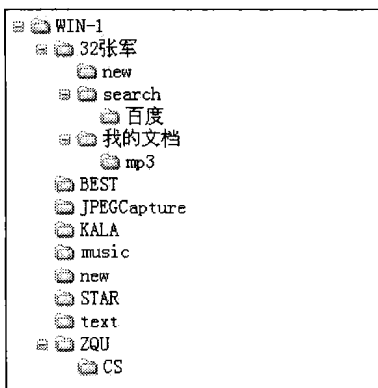 WIN-1
32张军
new
search
百度
我的文档
mp3
BEST
JPEGCapture
KALA
music
new
STAR
text
ZQU
CS